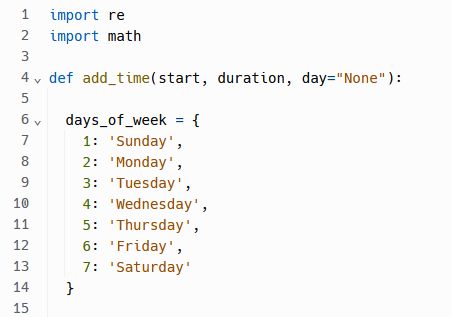 1 import re
2 import math
3
4 def add_time(start, duration, day="None"):
5
6   days_of_week = {
7     1: 'Sunday',
8     2: 'Monday',
9     3: 'Tuesday',
10     4: 'Wednesday',
11     5: 'Thursday',
12     6: 'Friday',
13     7: 'Saturday'
14   }
15